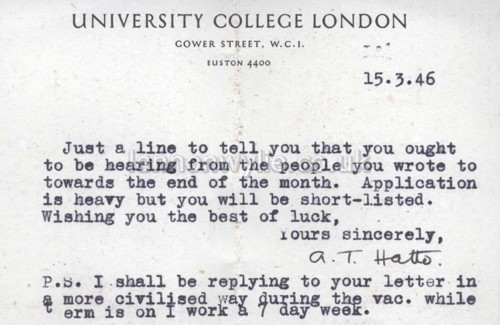 UNIVERSITY COLLEGE LONDON
GOWER STREET, W.C.1.
EUSTON 4400
15.3.46
Just a line to tell you that you ought
to be hearing from the people you wrote to
towards the end of the month. Application
is heavy but you will be short-listed.
Wishing you the best of luck,
Yours sincerely,
A. T. Hatto.
P.S. I shall be replying to your letter in
a more civilised way during the vac. while
term is on I work a 7 day week.